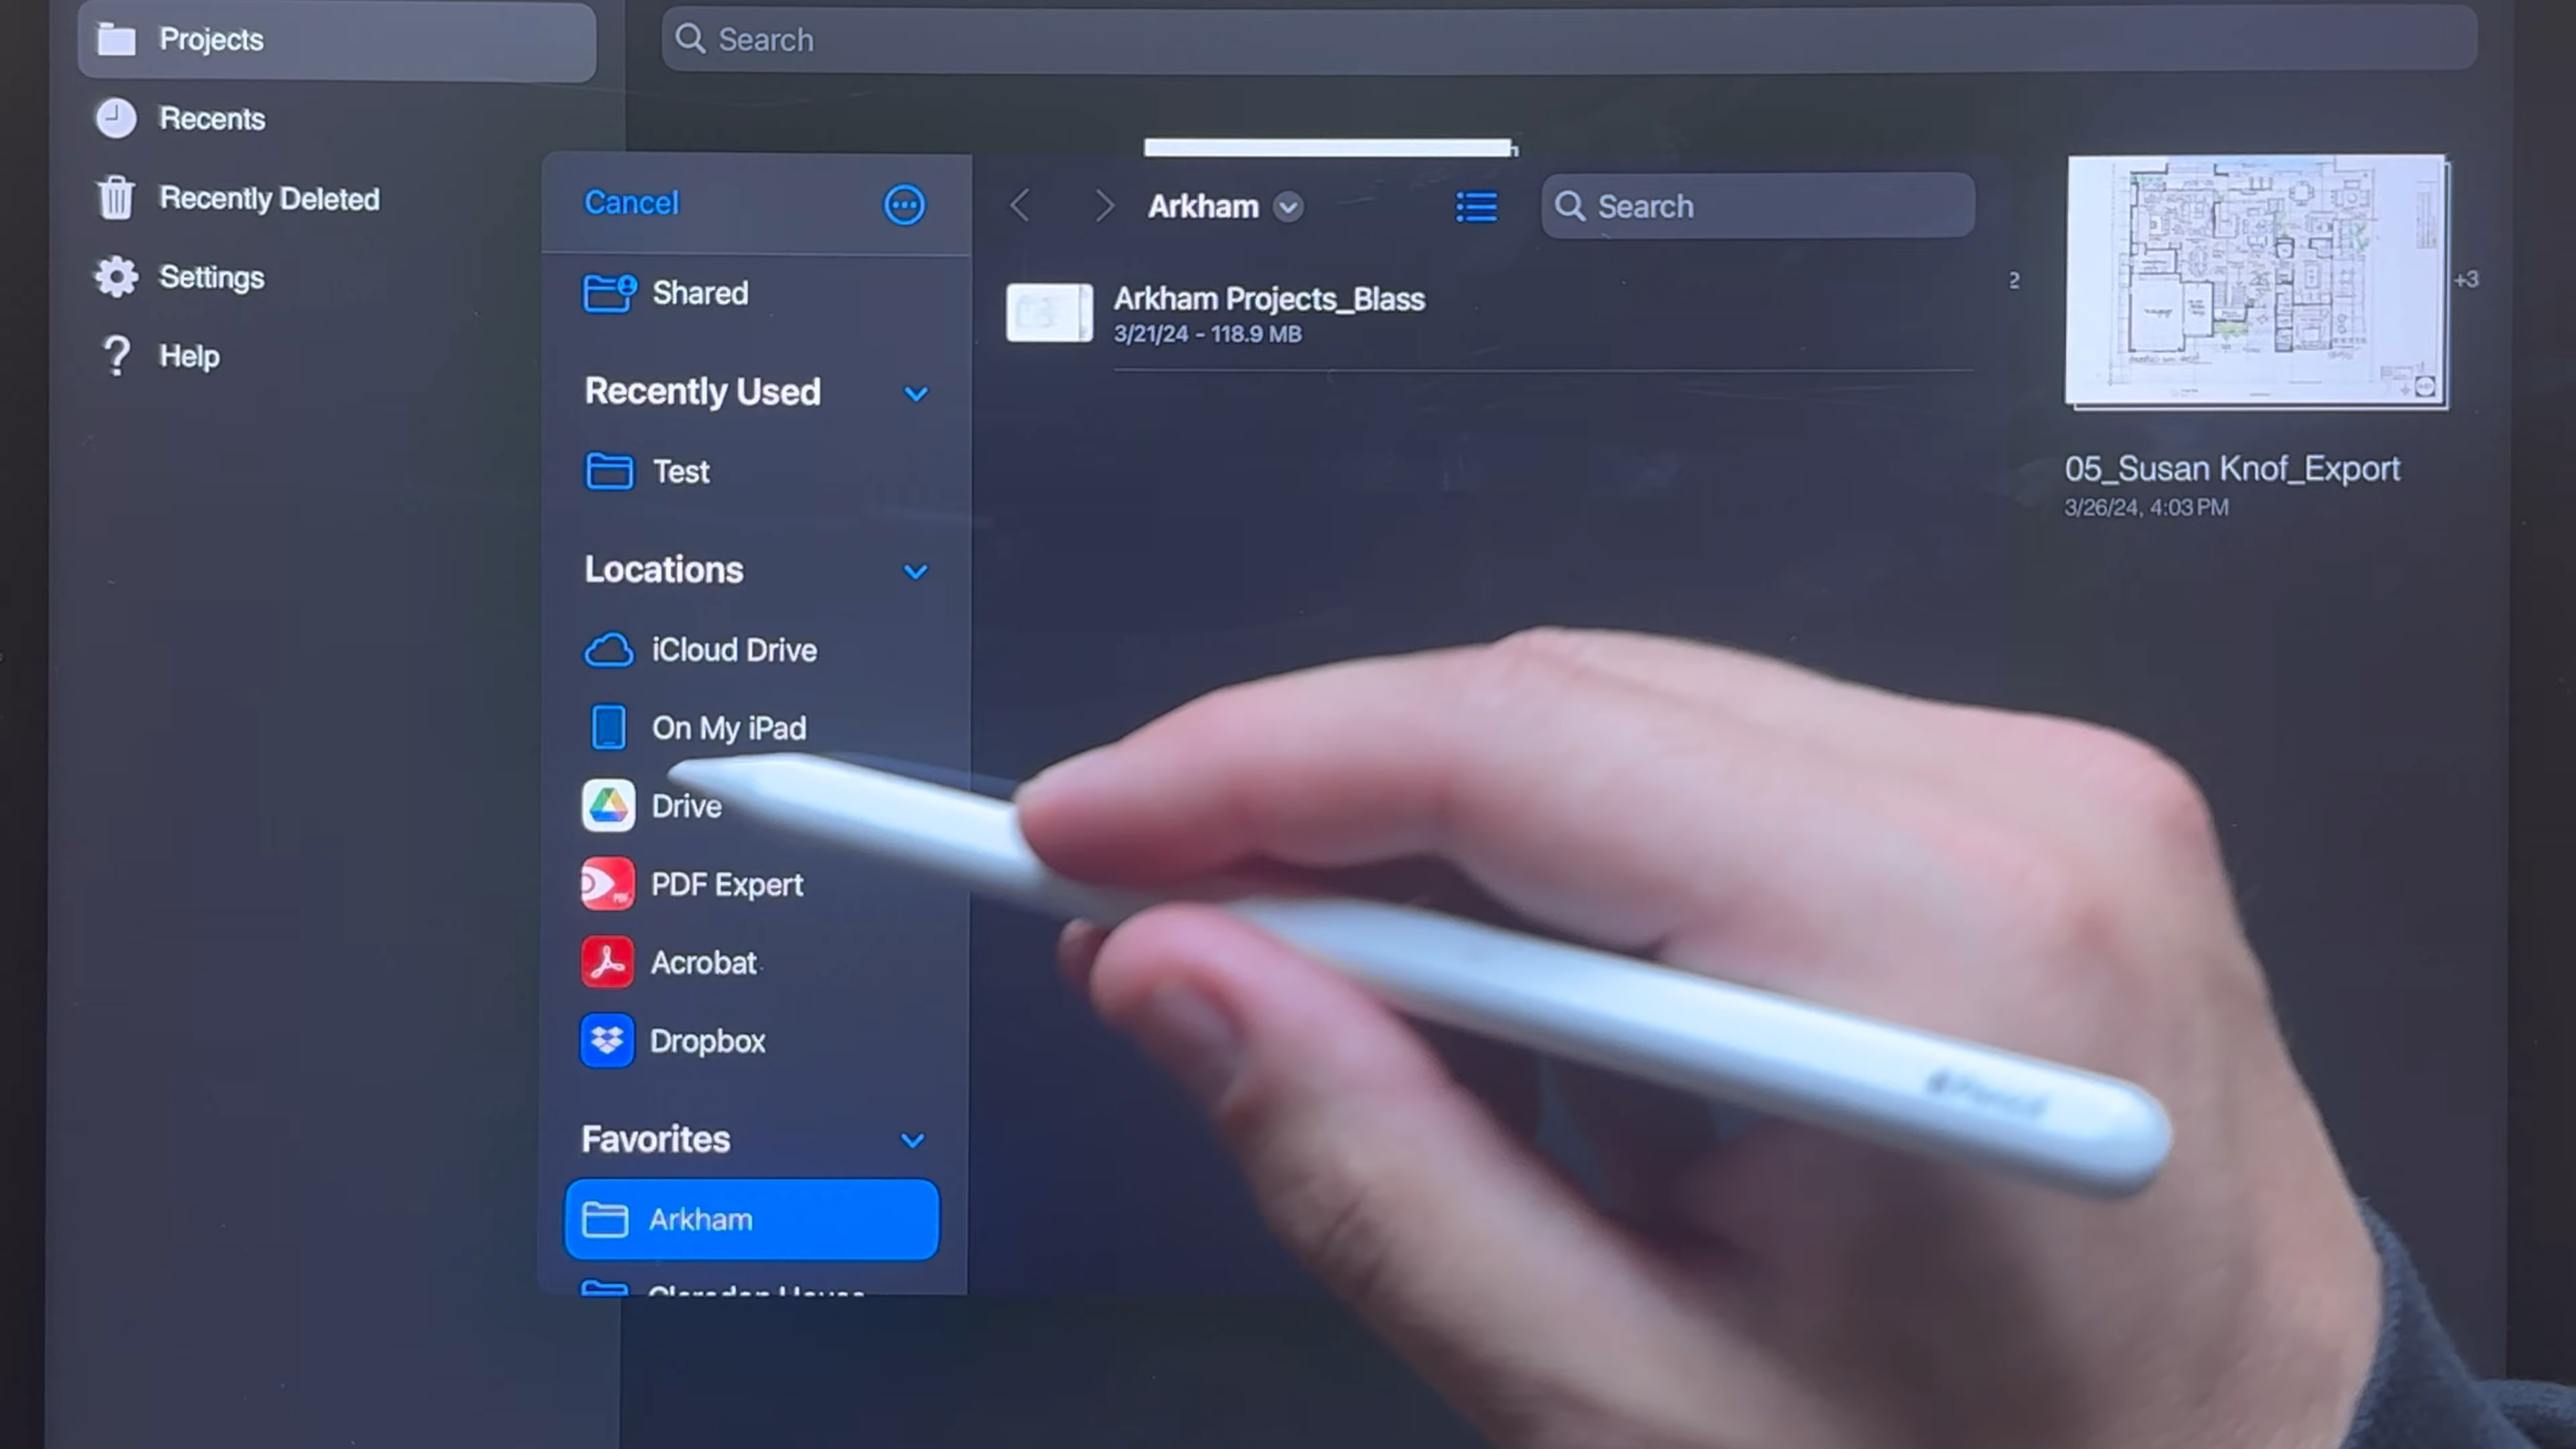 Projects
Recents
Recently Deleted
Settings
Help
Search
Cancel
Shared
Recently Used
Test
Locations
iCloud Drive
On My iPad
Drive
PDF Expert
Acrobat
Dropbox
Favorites
Arkham
Arkham
Search
Arkham Projects_Blass
3/21/24 - 118.9 MB
2
+3
05_Susan Knof_Export
3/26/24, 4:03 PM
Pencil